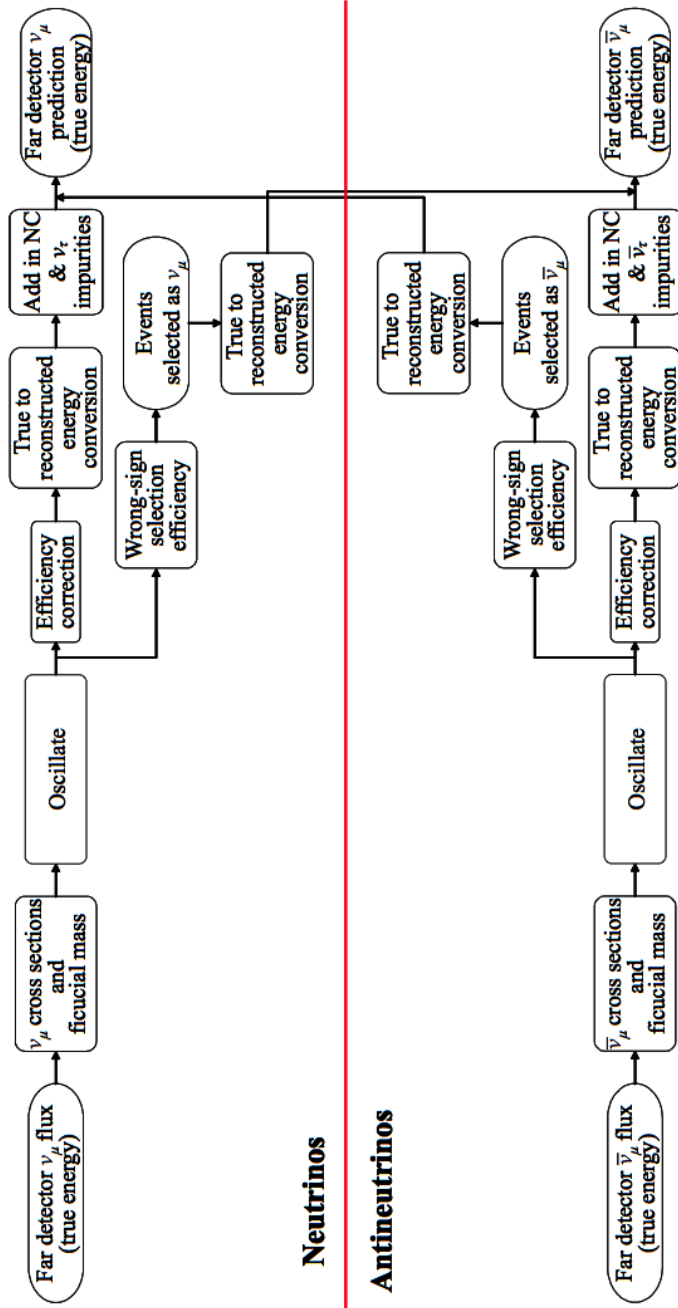 Far detector ν_μ flux
(true energy)
ν_μ cross sections
and
ficucial mass
Oscillate
Efficiency
correction
True to
reconstructed
energy
conversion
Add in NC
& ν_τ
impurities
Far detector ν_μ
prediction
(true energy)
Wrong-sign
selection
efficiency
Events
selected as ν_μ
True to
reconstructed
energy
conversion
Neutrinos
Antineutrinos
True to
reconstructed
energy
conversion
Wrong-sign
selection
efficiency
Events
selected as ν̄_μ
Far detector ν̄_μ flux
(true energy)
ν̄_μ cross sections
and
ficucial mass
Oscillate
Efficiency
correction
True to
reconstructed
energy
conversion
Add in NC
& ν̄_τ
impurities
Far detector ν̄_μ
prediction
(true energy)